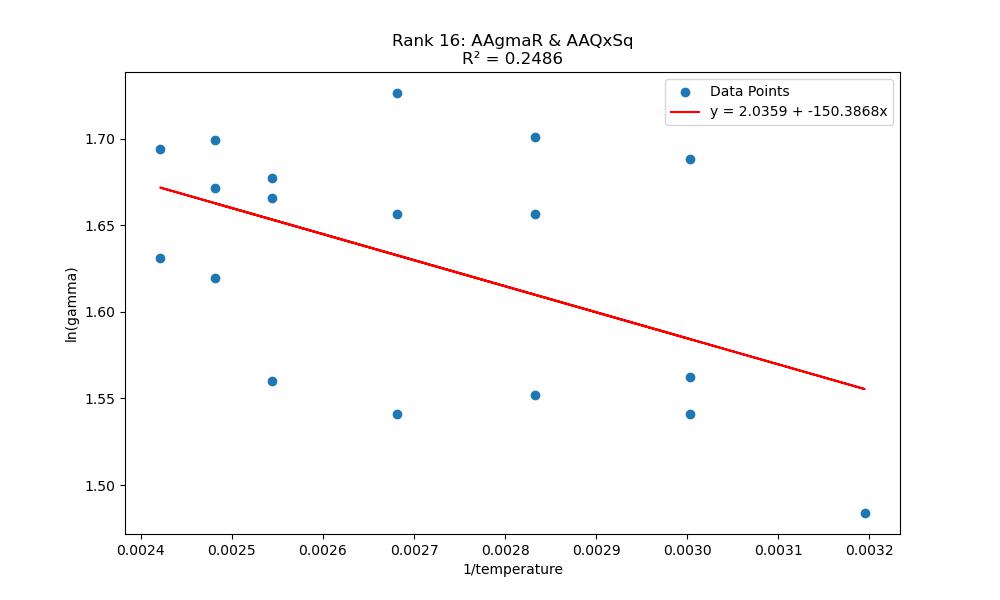 Rank 16: AAgmaR & AAQxSq
R² = 0.2486
Data Points
y = 2.0359 + -150.3868x
1.70
1.65
1.60
1.55
1.50
ln(gamma)
0.0024 0.0025 0.0026 0.0027 0.0028 0.0029 0.0030 0.0031 0.0032
1/temperature